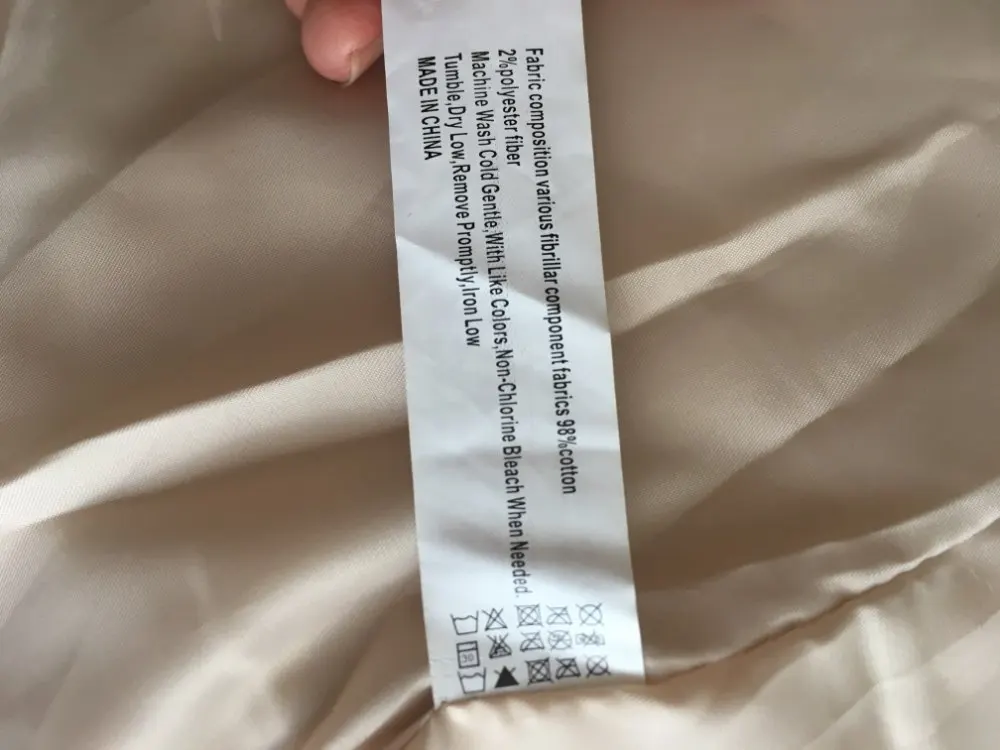 Fabric composition various fibrillar component fabrics 98%cotton
2%polyester fiber
Machine Wash Cold Gentle,With Like Colors,Non-Chlorine Bleach When Needed.
Tumble,Dry Low,Remove Promptly,Iron Low
MADE IN CHINA
30